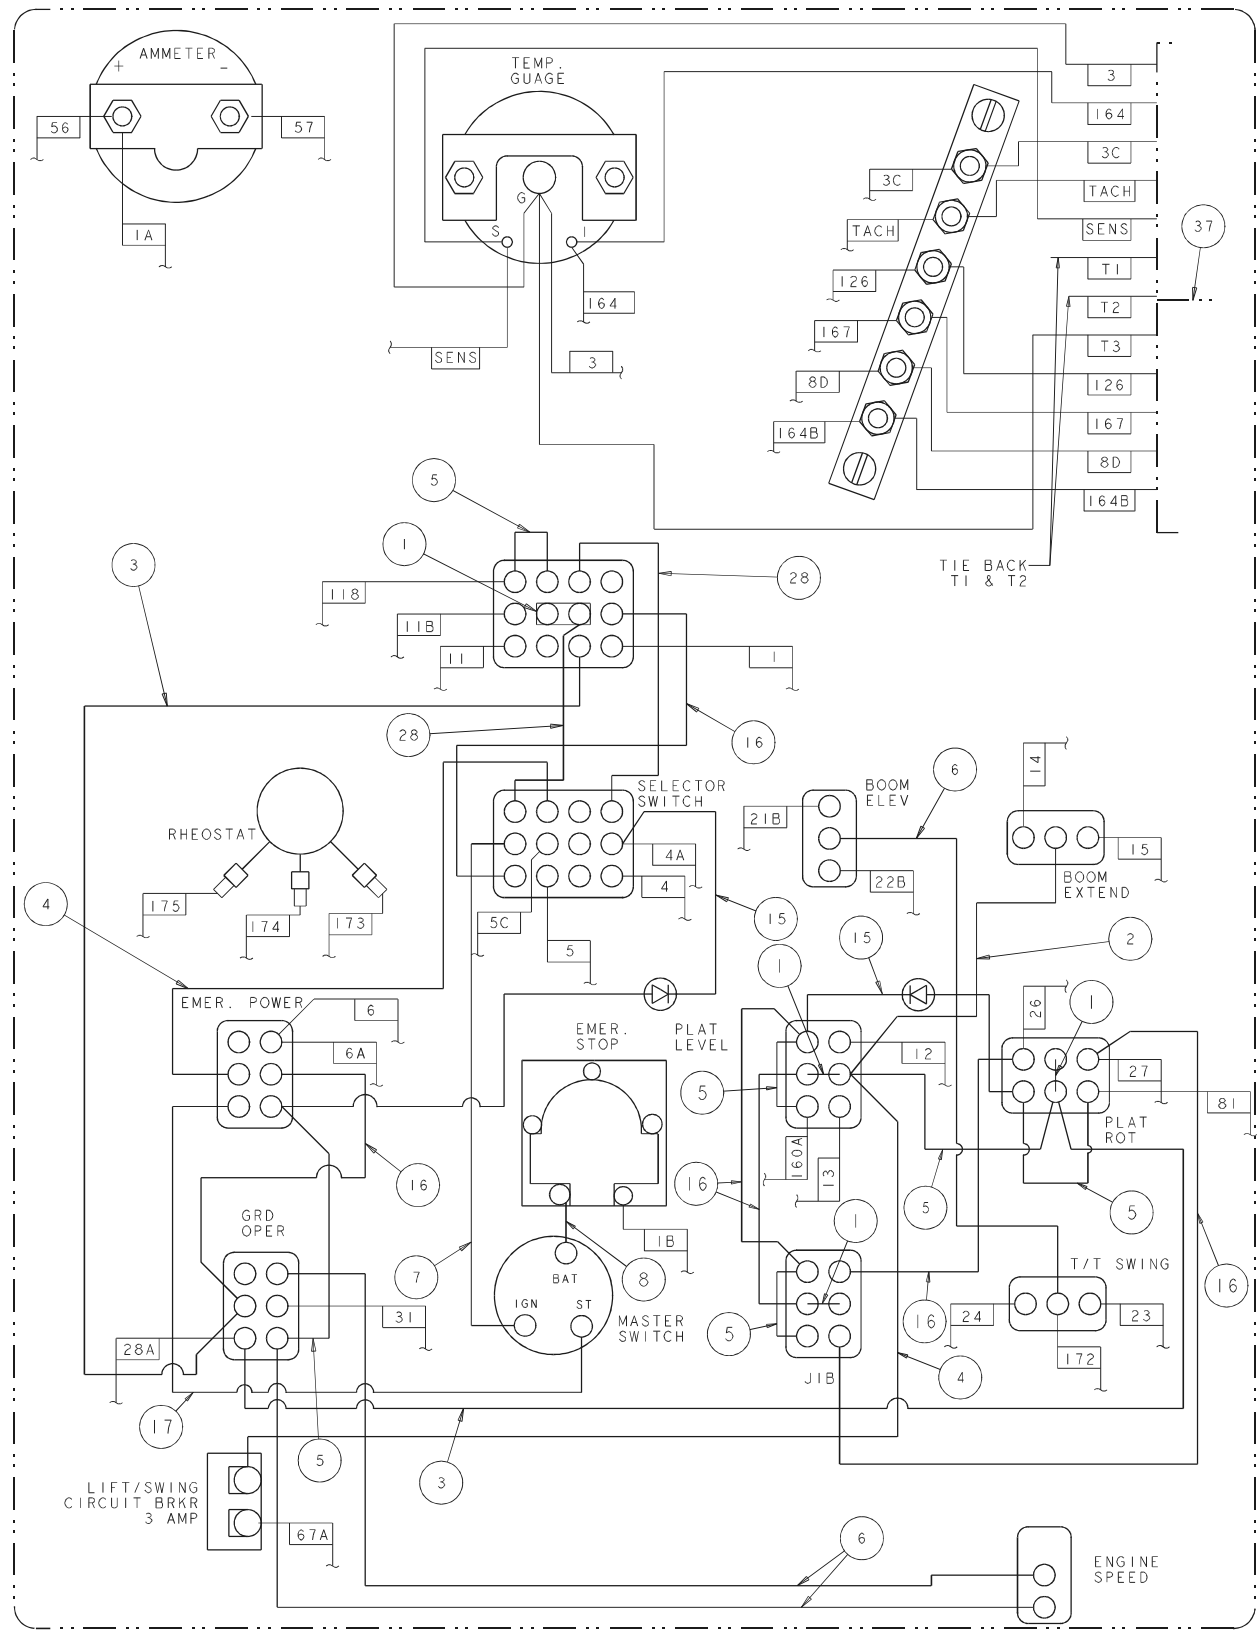 AMMETER
+
-
56
57
1A
TEMP.
GUAGE
G
S
I
164
SENS
3
3
164
3C
TACH
SENS
T1
T2
T3
126
167
8D
164B
37
3C
TACH
126
167
8D
164B
TIE BACK
T1 & T2
5
1
3
28
118
11B
11
1
28
16
SELECTOR
SWITCH
4A
4
5C
5
15
RHEOSTAT
175
174
173
4
BOOM
ELEV
21B
22B
6
14
15
BOOM
EXTEND
2
15
1
EMER. POWER
6
6A
EMER.
STOP
PLAT
LEVEL
5
12
160A
13
26
1
27
81
PLAT
ROT
16
16
5
5
GRD
OPER
7
8
1B
BAT
IGN
ST
MASTER
SWITCH
1
16
5
JIB
T/T SWING
24
23
172
16
28A
31
17
5
3
4
LIFT/SWING
CIRCUIT BRKR
3 AMP
67A
6
ENGINE
SPEED